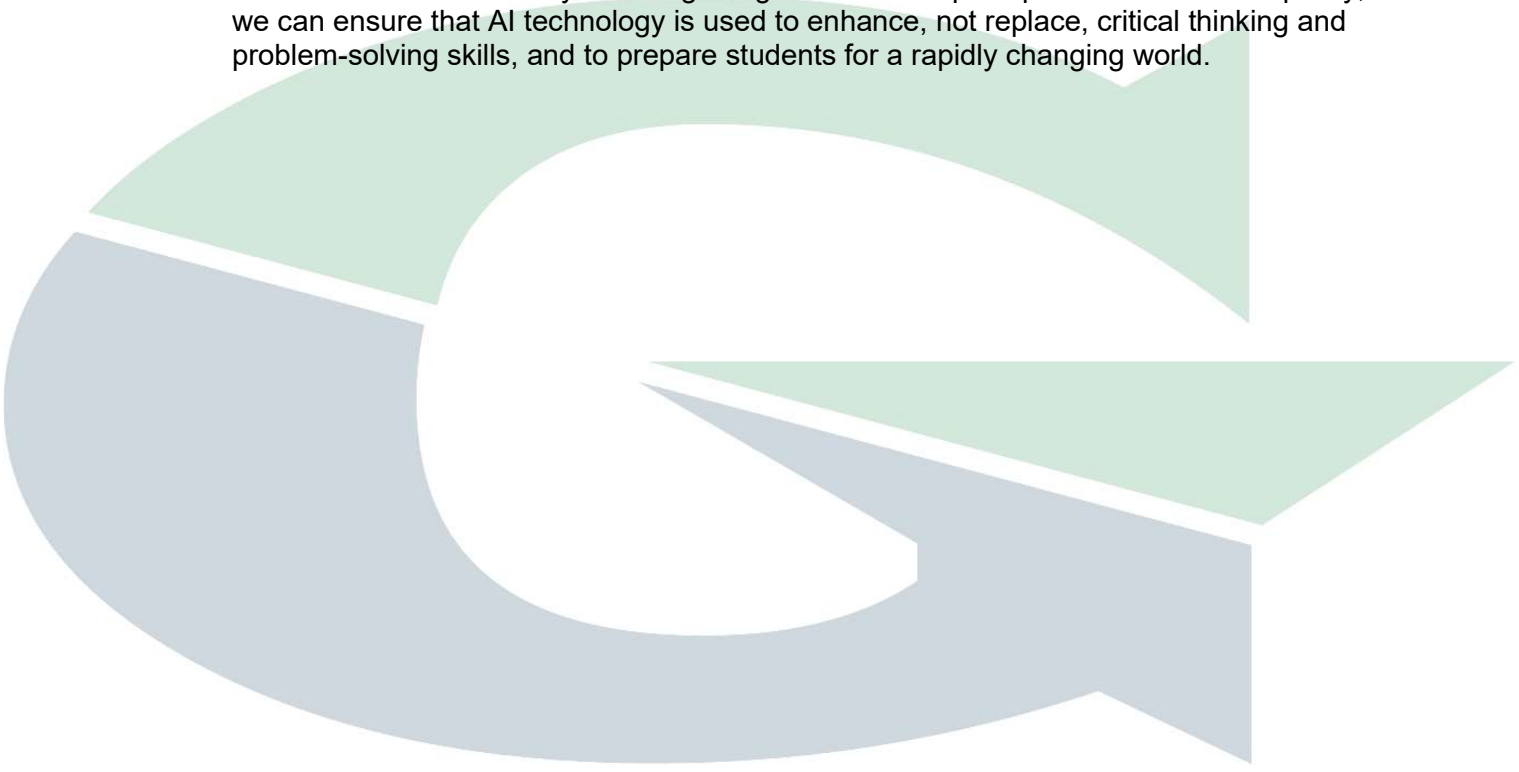 we can ensure that AI technology is used to enhance, not replace, critical thinking and
problem-solving skills, and to prepare students for a rapidly changing world.